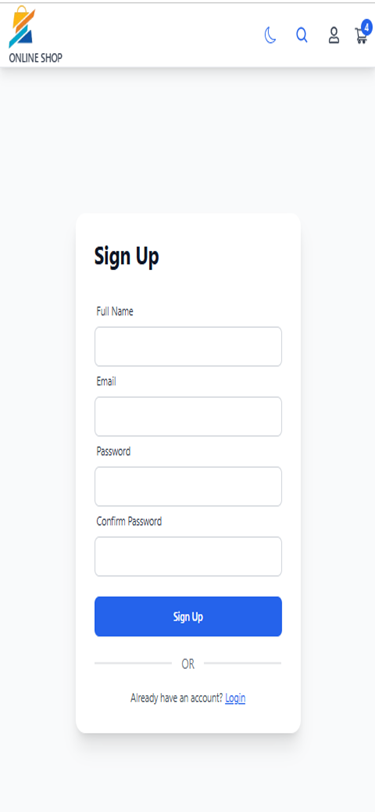 4
ONLINE SHOP
Sign Up
Full Name
Email
Password
Confirm Password
Sign Up
OR
Already have an account? Login